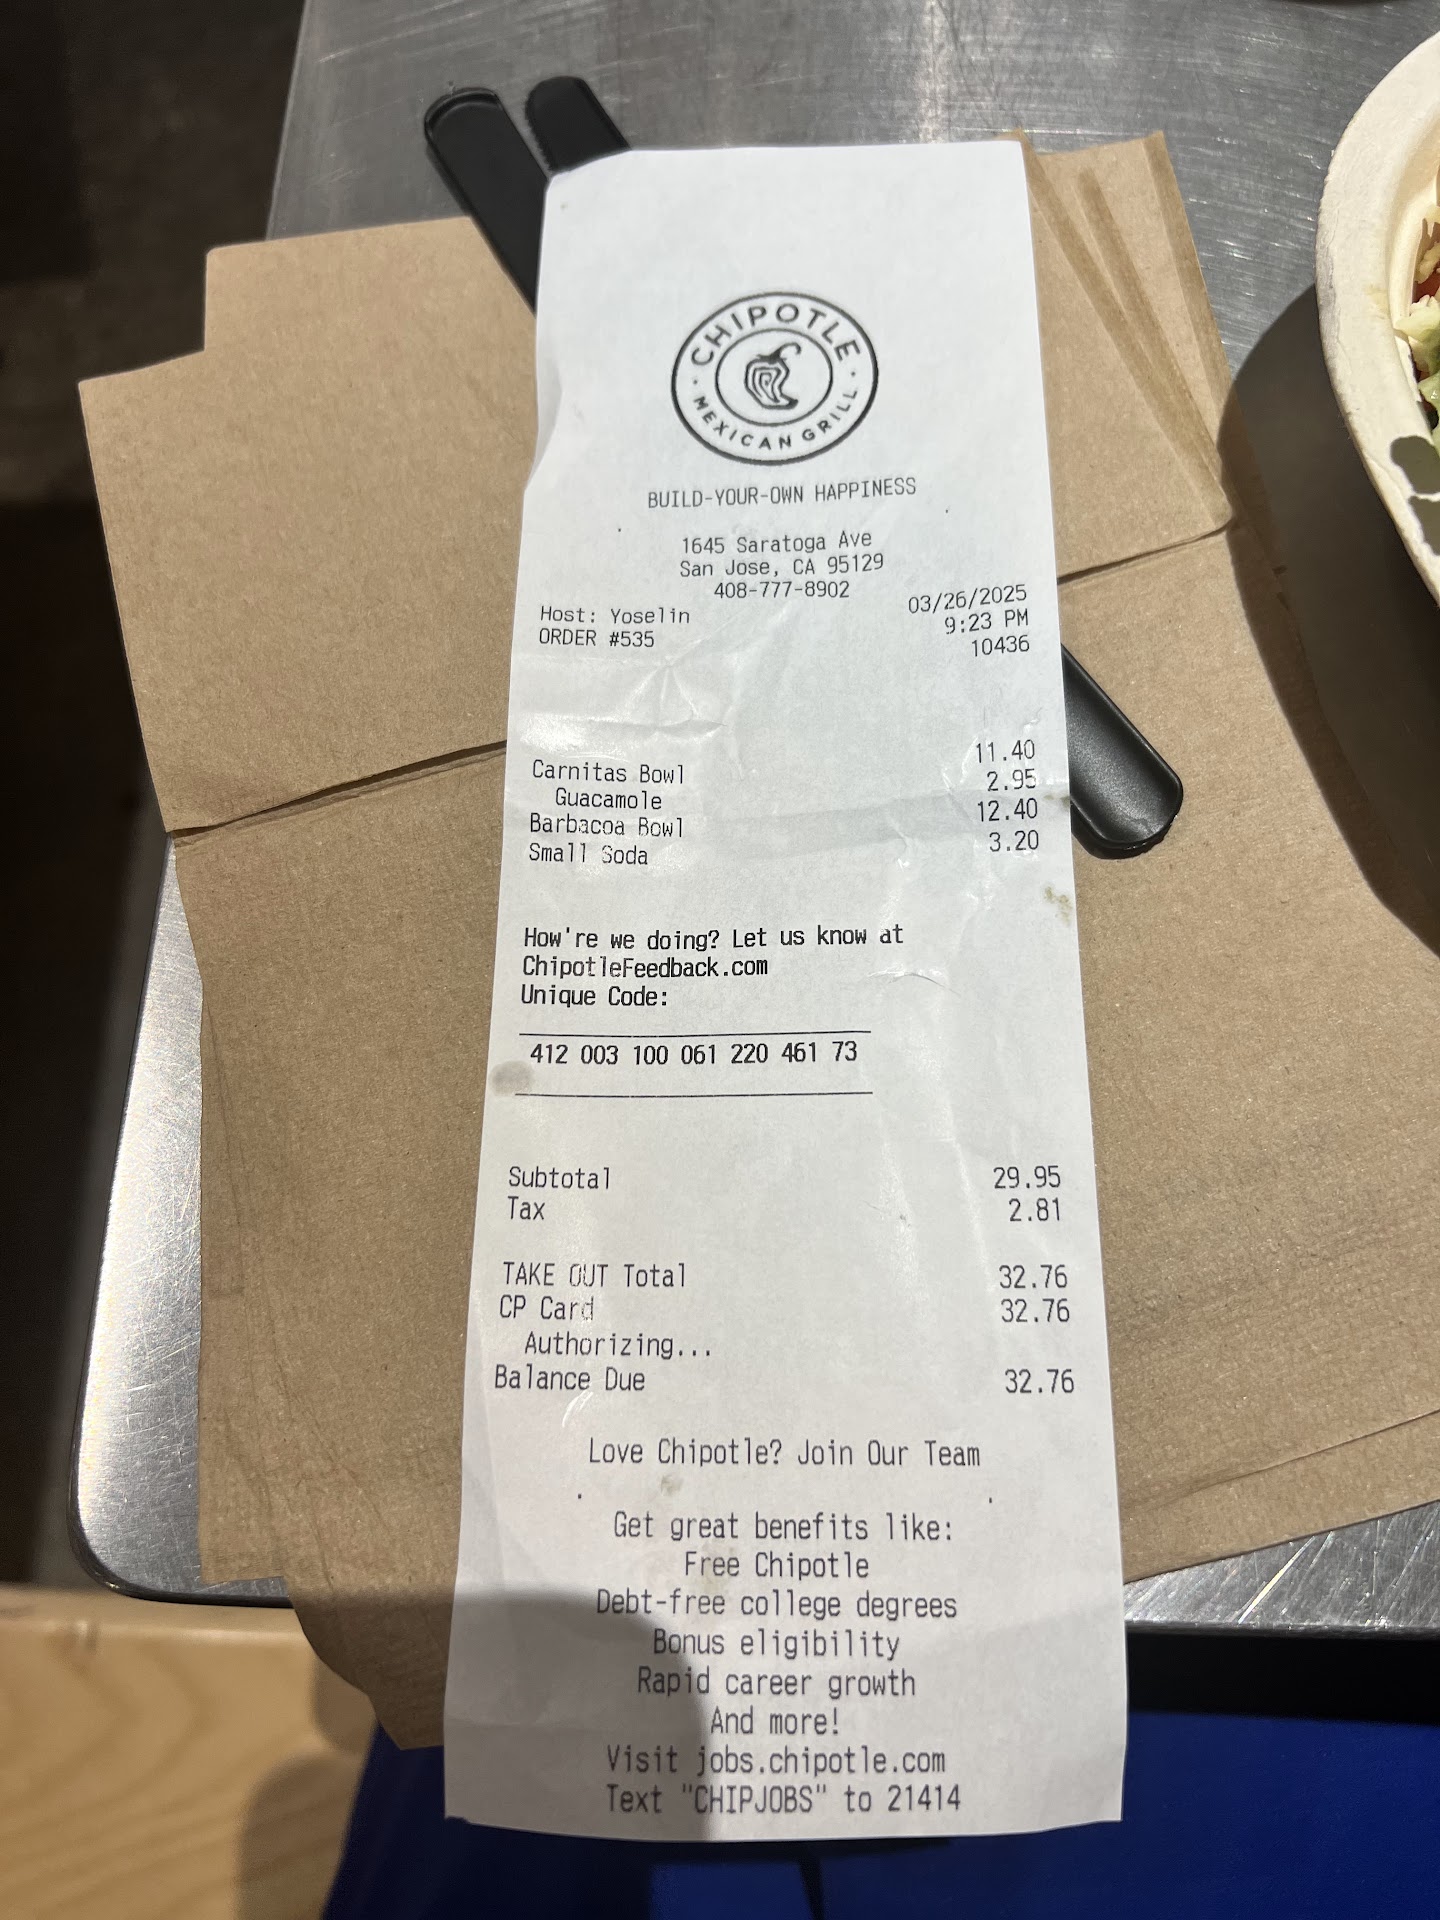 CHIPOTLE
MEXICAN GRILL
BUILD-YOUR-OWN HAPPINESS
1645 Saratoga Ave
San Jose, CA 95129
408-777-8902
Host: Yoselin 03/26/2025
ORDER #535 9:23 PM
10436
Carnitas Bowl 11.40
Guacamole 2.95
Barbacoa Bowl 12.40
Small Soda 3.20
How're we doing? Let us know at
ChipotleFeedback.com
Unique Code:
412 003 100 061 220 461 73
Subtotal 29.95
Tax 2.81
TAKE OUT Total 32.76
CP Card 32.76
Authorizing...
Balance Due 32.76
Love Chipotle? Join Our Team
Get great benefits like:
Free Chipotle
Debt-free college degrees
Bonus eligibility
Rapid career growth
And more!
Visit jobs.chipotle.com
Text "CHIPJOBS" to 21414